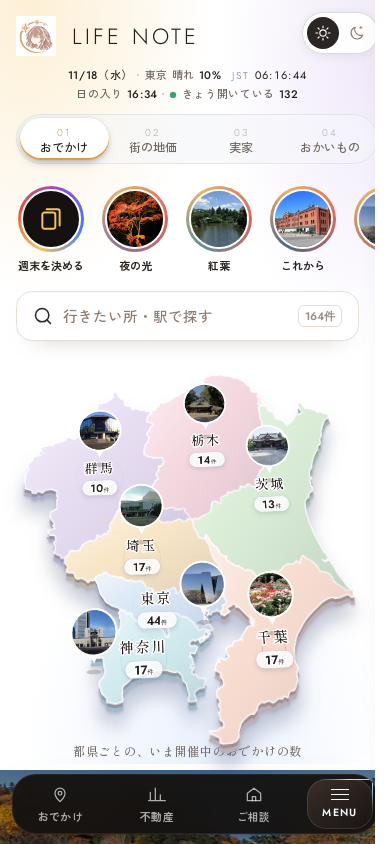 LIFE NOTE
11/18（水） · 東京 晴れ 10% JST 06:16:44
日の入り 16:34 · きょう開いている 132
01 02 03 04
おでかけ 街の地価 実家 おかいもの
週末を決める 夜の光 紅葉 これから
行きたい所・駅で探す 164件
栃木
14件
群馬
10件
茨城
13件
埼玉
17件
東京
44件
神奈川
17件
千葉
17件
都県ごとの、いま開催中のおでかけの数
おでかけ 不動産 ご相談 MENU